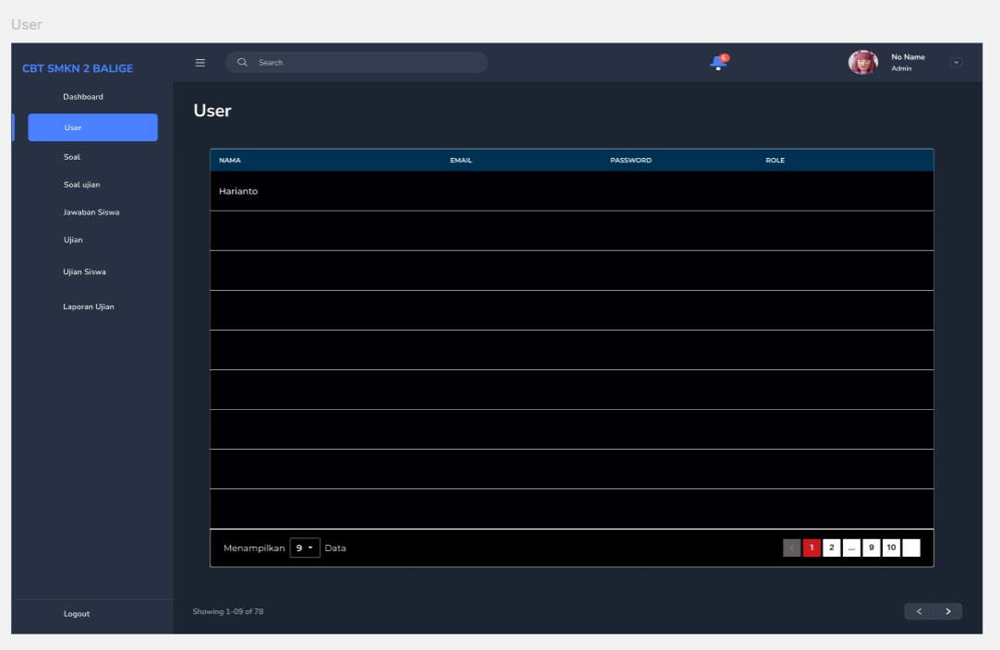 User
CBT SMKN 2 BALIGE
Search
6
No Name
Admin
Dashboard
User
Soal
Soal ujian
Jawaban Siswa
Ujian
Ujian Siswa
Laporan Ujian
Logout
User
NAMA EMAIL PASSWORD ROLE
Harianto
Menampilkan 9 Data
< 1 2 ... 9 10
Showing 1-09 of 78
< >